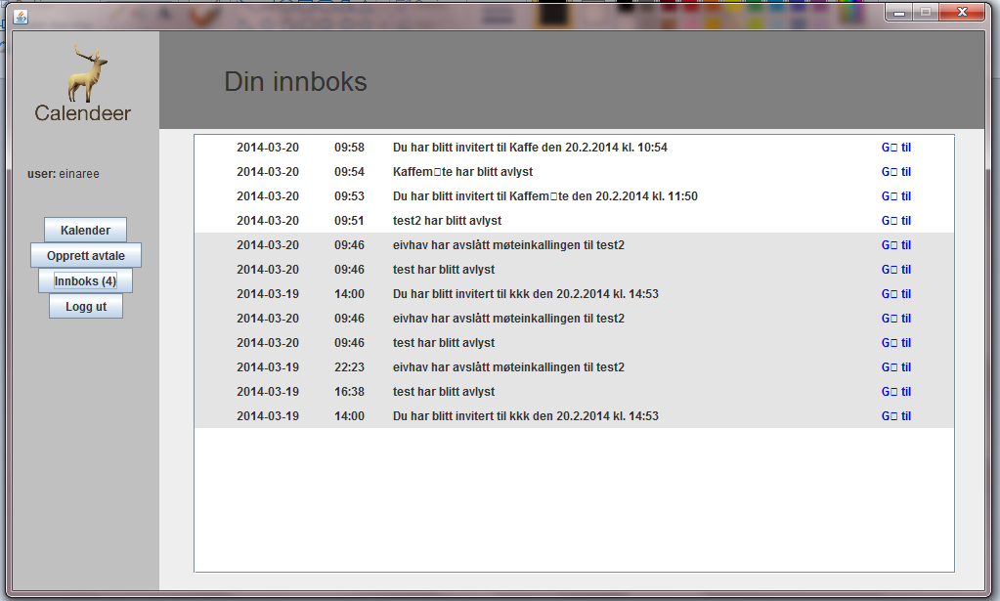 Din innboks
Calendeer
user: einaree
Kalender
Opprett avtale
Innboks (4)
Logg ut
2014-03-20 09:58 Du har blitt invitert til Kaffe den 20.2.2014 kl. 10:54 G□ til
2014-03-20 09:54 Kaffem□te har blitt avlyst G□ til
2014-03-20 09:53 Du har blitt invitert til Kaffem□te den 20.2.2014 kl. 11:50 G□ til
2014-03-20 09:51 test2 har blitt avlyst G□ til
2014-03-20 09:46 eivhav har avslått møteinkallingen til test2 G□ til
2014-03-20 09:46 test har blitt avlyst G□ til
2014-03-19 14:00 Du har blitt invitert til kkk den 20.2.2014 kl. 14:53 G□ til
2014-03-20 09:46 eivhav har avslått møteinkallingen til test2 G□ til
2014-03-20 09:46 test har blitt avlyst G□ til
2014-03-19 22:23 eivhav har avslått møteinkallingen til test2 G□ til
2014-03-19 16:38 test har blitt avlyst G□ til
2014-03-19 14:00 Du har blitt invitert til kkk den 20.2.2014 kl. 14:53 G□ til